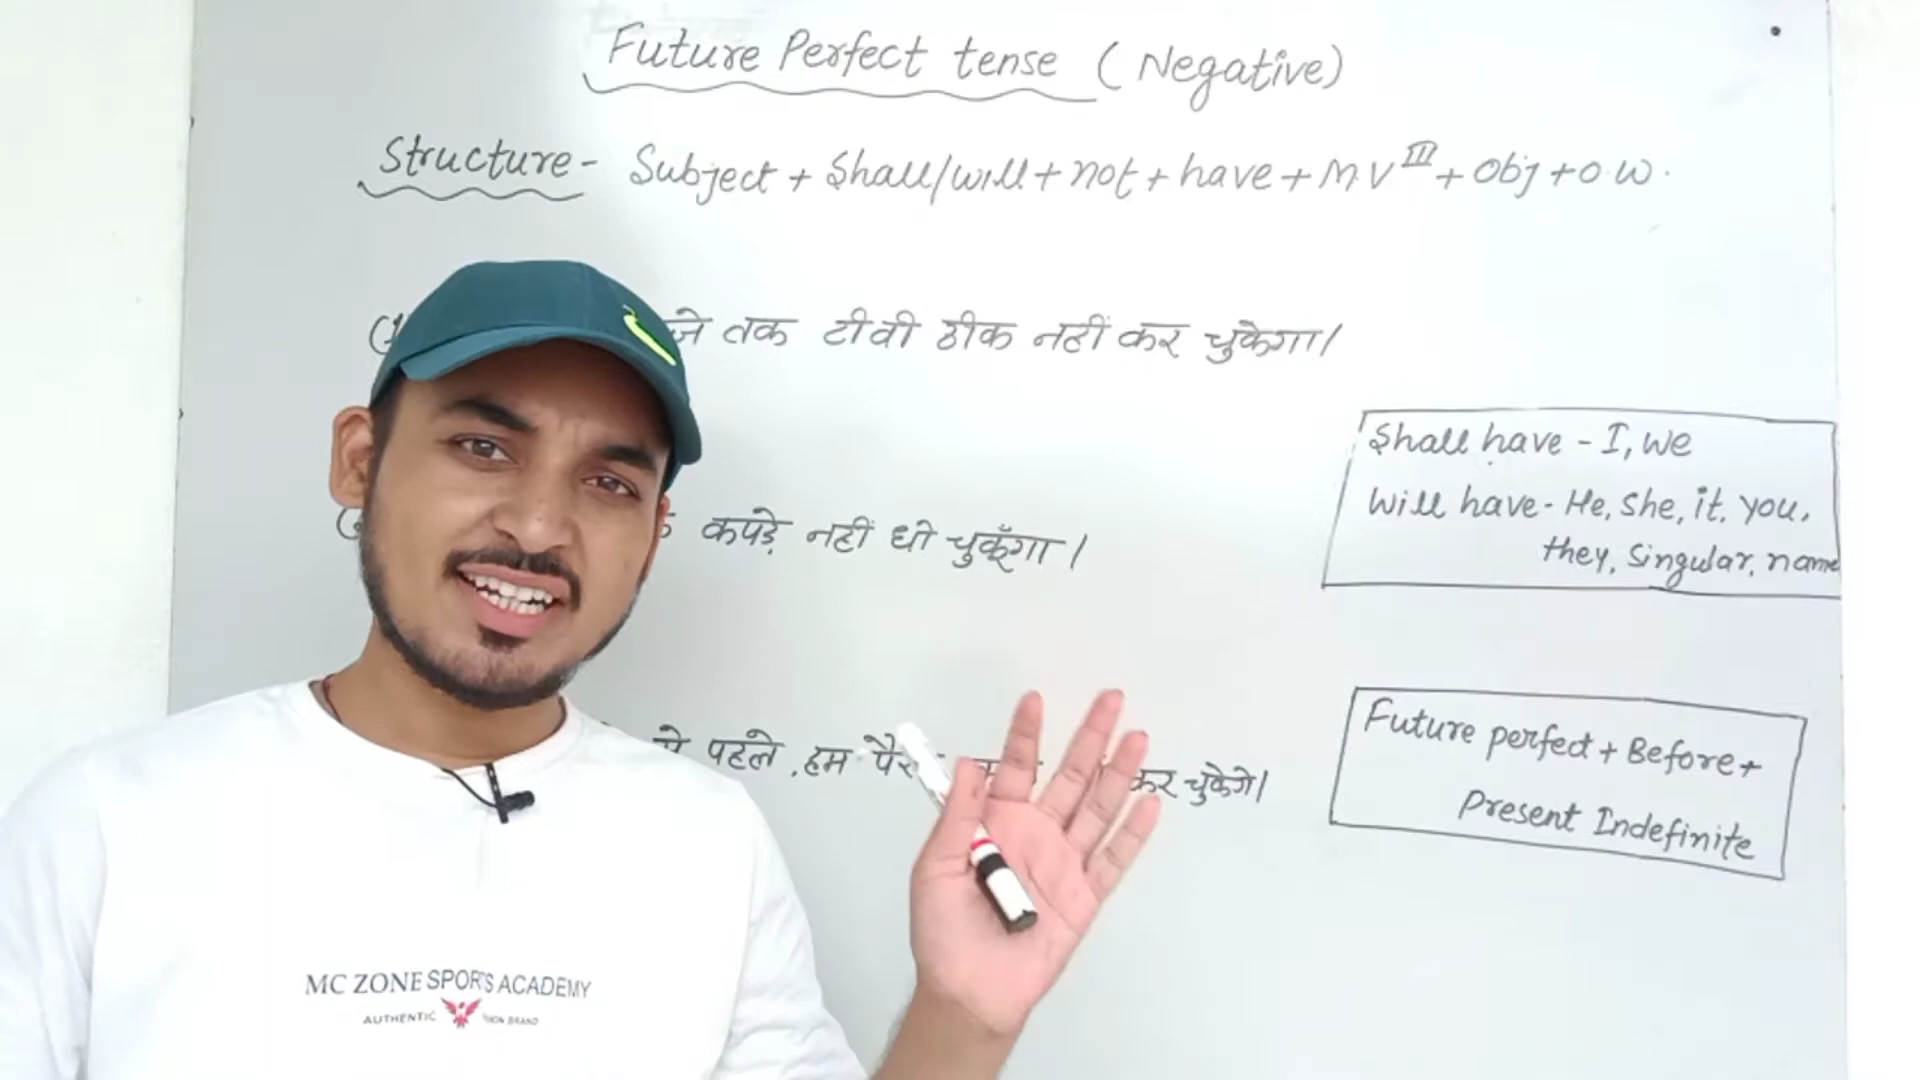 Future Perfect tense (Negative)
Structure- Subject + Shall/will + not + have + MV III + Obj + O.W.
तक टीवी ठीक नहीं कर चुकेगा।
कपड़े नहीं धो चुकूँगा।
पहले, हम कर चुकेगे।
Shall have - I, We
Will have - He, She, it, you,
they, Singular, name
Future perfect + Before +
Present Indefinite
MC ZONE SPORTS ACADEMY
AUTHENTIC BRAND